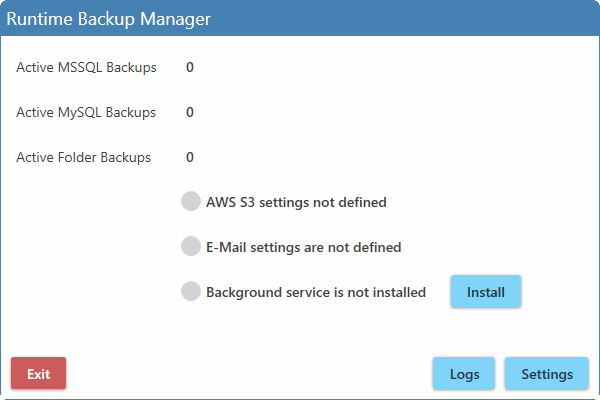 Runtime Backup Manager
Active MSSQL Backups 0
Active MySQL Backups 0
Active Folder Backups 0
AWS S3 settings not defined
E-Mail settings are not defined
Background service is not installed Install
Exit Logs Settings